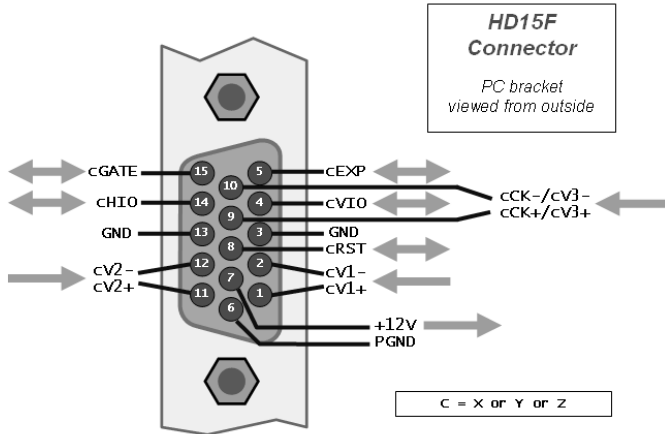 HD15F
Connector
PC bracket
viewed from outside
cGATE 15 5 cEXP
10 cCK-/cV3-
cHIO 14 4 cVIO
9 cCK+/cV3+
GND 13 3 GND
8 cRST
cV2- 12 2 cV1-
7
cV2+ 11 1 cV1+
6
+12V
PGND
C = X or Y or Z